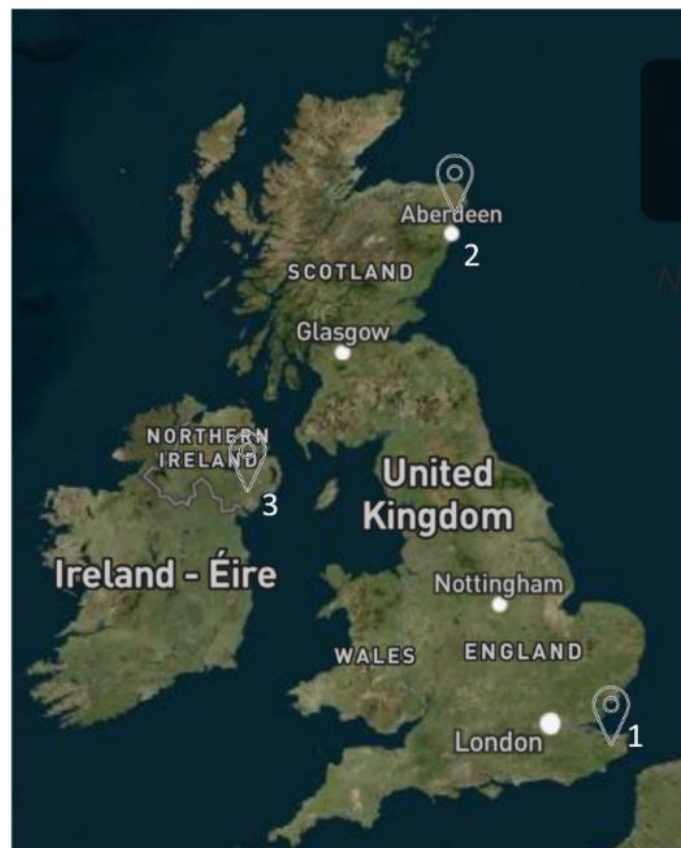 Aberdeen
2
SCOTLAND
Glasgow
NORTHERN
IRELAND
3
United
Kingdom
Ireland - Éire
Nottingham
WALES
ENGLAND
London
1